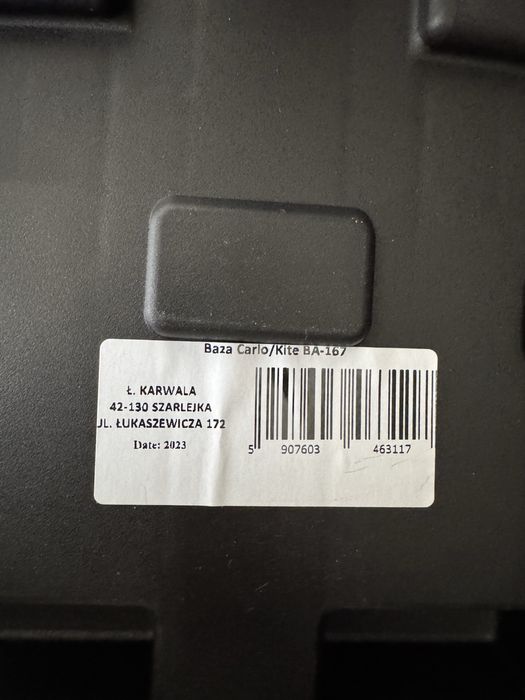 Baza Carlo/Kite BA-167
Ł. KARWALA
42-130 SZARLEJKA
UL. ŁUKASZEWICZA 172
Date: 2023
5 907603 463117